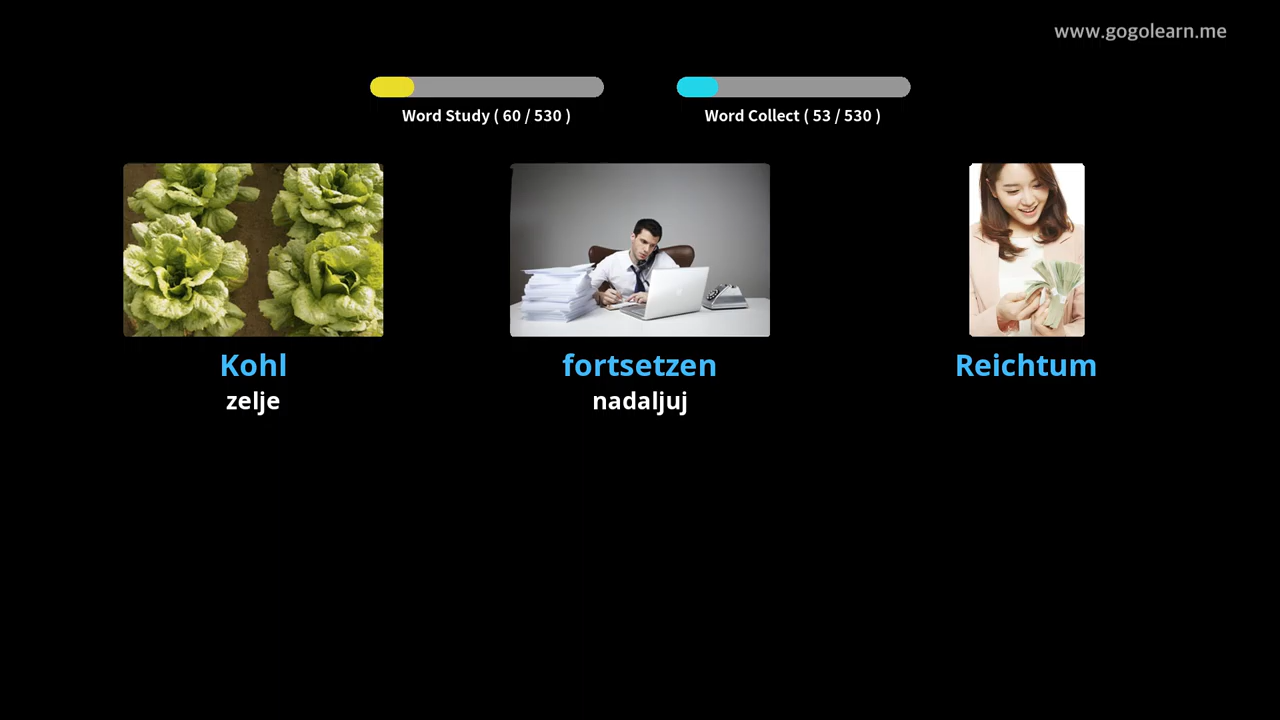 www.gogolearn.me
Word Study ( 60 / 530 )
Word Collect ( 53 / 530 )
Kohl
zelje
fortsetzen
nadaljuj
Reichtum